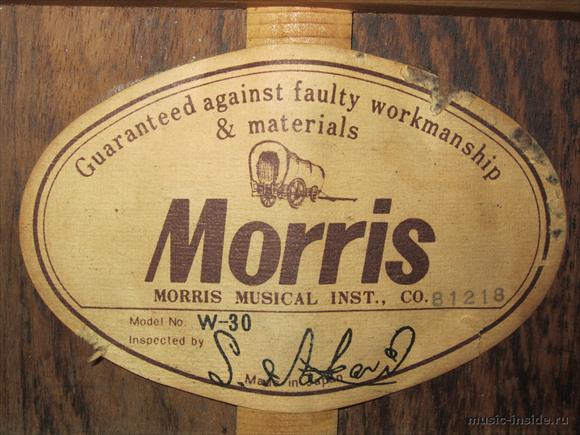 Guaranteed against faulty workmanship
& materials
Morris
MORRIS MUSICAL INST., CO. 81218
Model No. W-30
Inspected by
Made in Japan
music-inside.ru